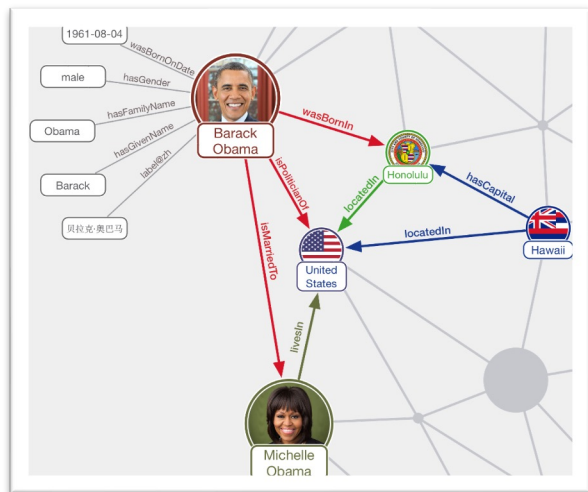 1961-08-04
wasBornOnDate
male
hasGender
hasFamilyName
Obama
hasGivenName
Barack
label@zh
贝拉克·奥巴马
Barack
Obama
wasBornIn
isPoliticianOf
isMarriedTo
Honolulu
locatedIn
hasCapital
locatedIn
Hawaii
United
States
livesIn
Michelle
Obama